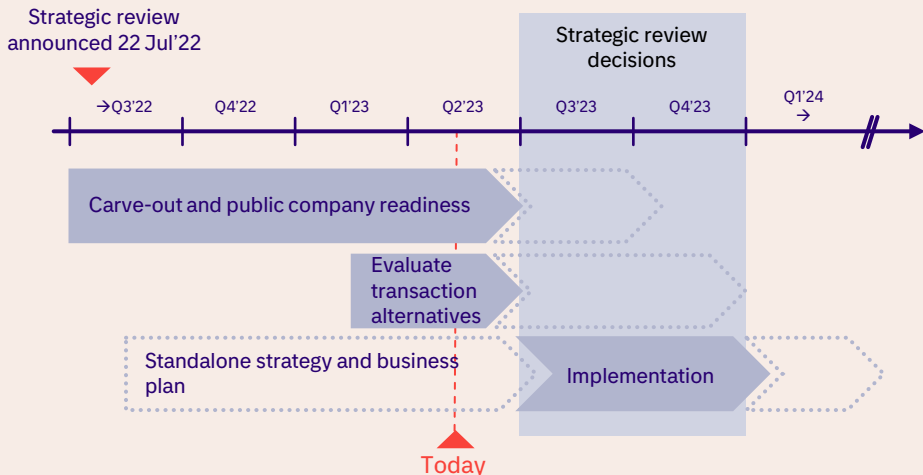 Strategic review
announced 22 Jul’22
Strategic review
decisions
→Q3’22
Q4’22
Q1’23
Q2’23
Q3’23
Q4’23
Q1’24
→
Carve-out and public company readiness
Evaluate
transaction
alternatives
Standalone strategy and business
plan
Implementation
Today